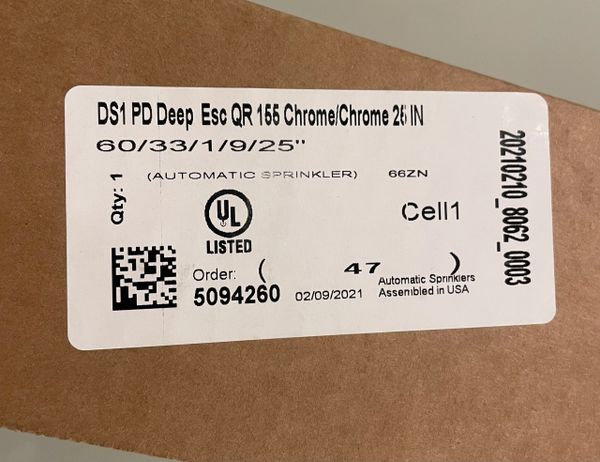 DS1 PD Deep Esc QR 155 Chrome/Chrome 25 IN
60/33/1/9/25"
Qty: 1
(AUTOMATIC SPRINKLER) 66ZN
UL
LISTED
Cell1
Order: ( 47 )
5094260
02/09/2021
Automatic Sprinklers
Assembled in USA
20210210_8062_0003